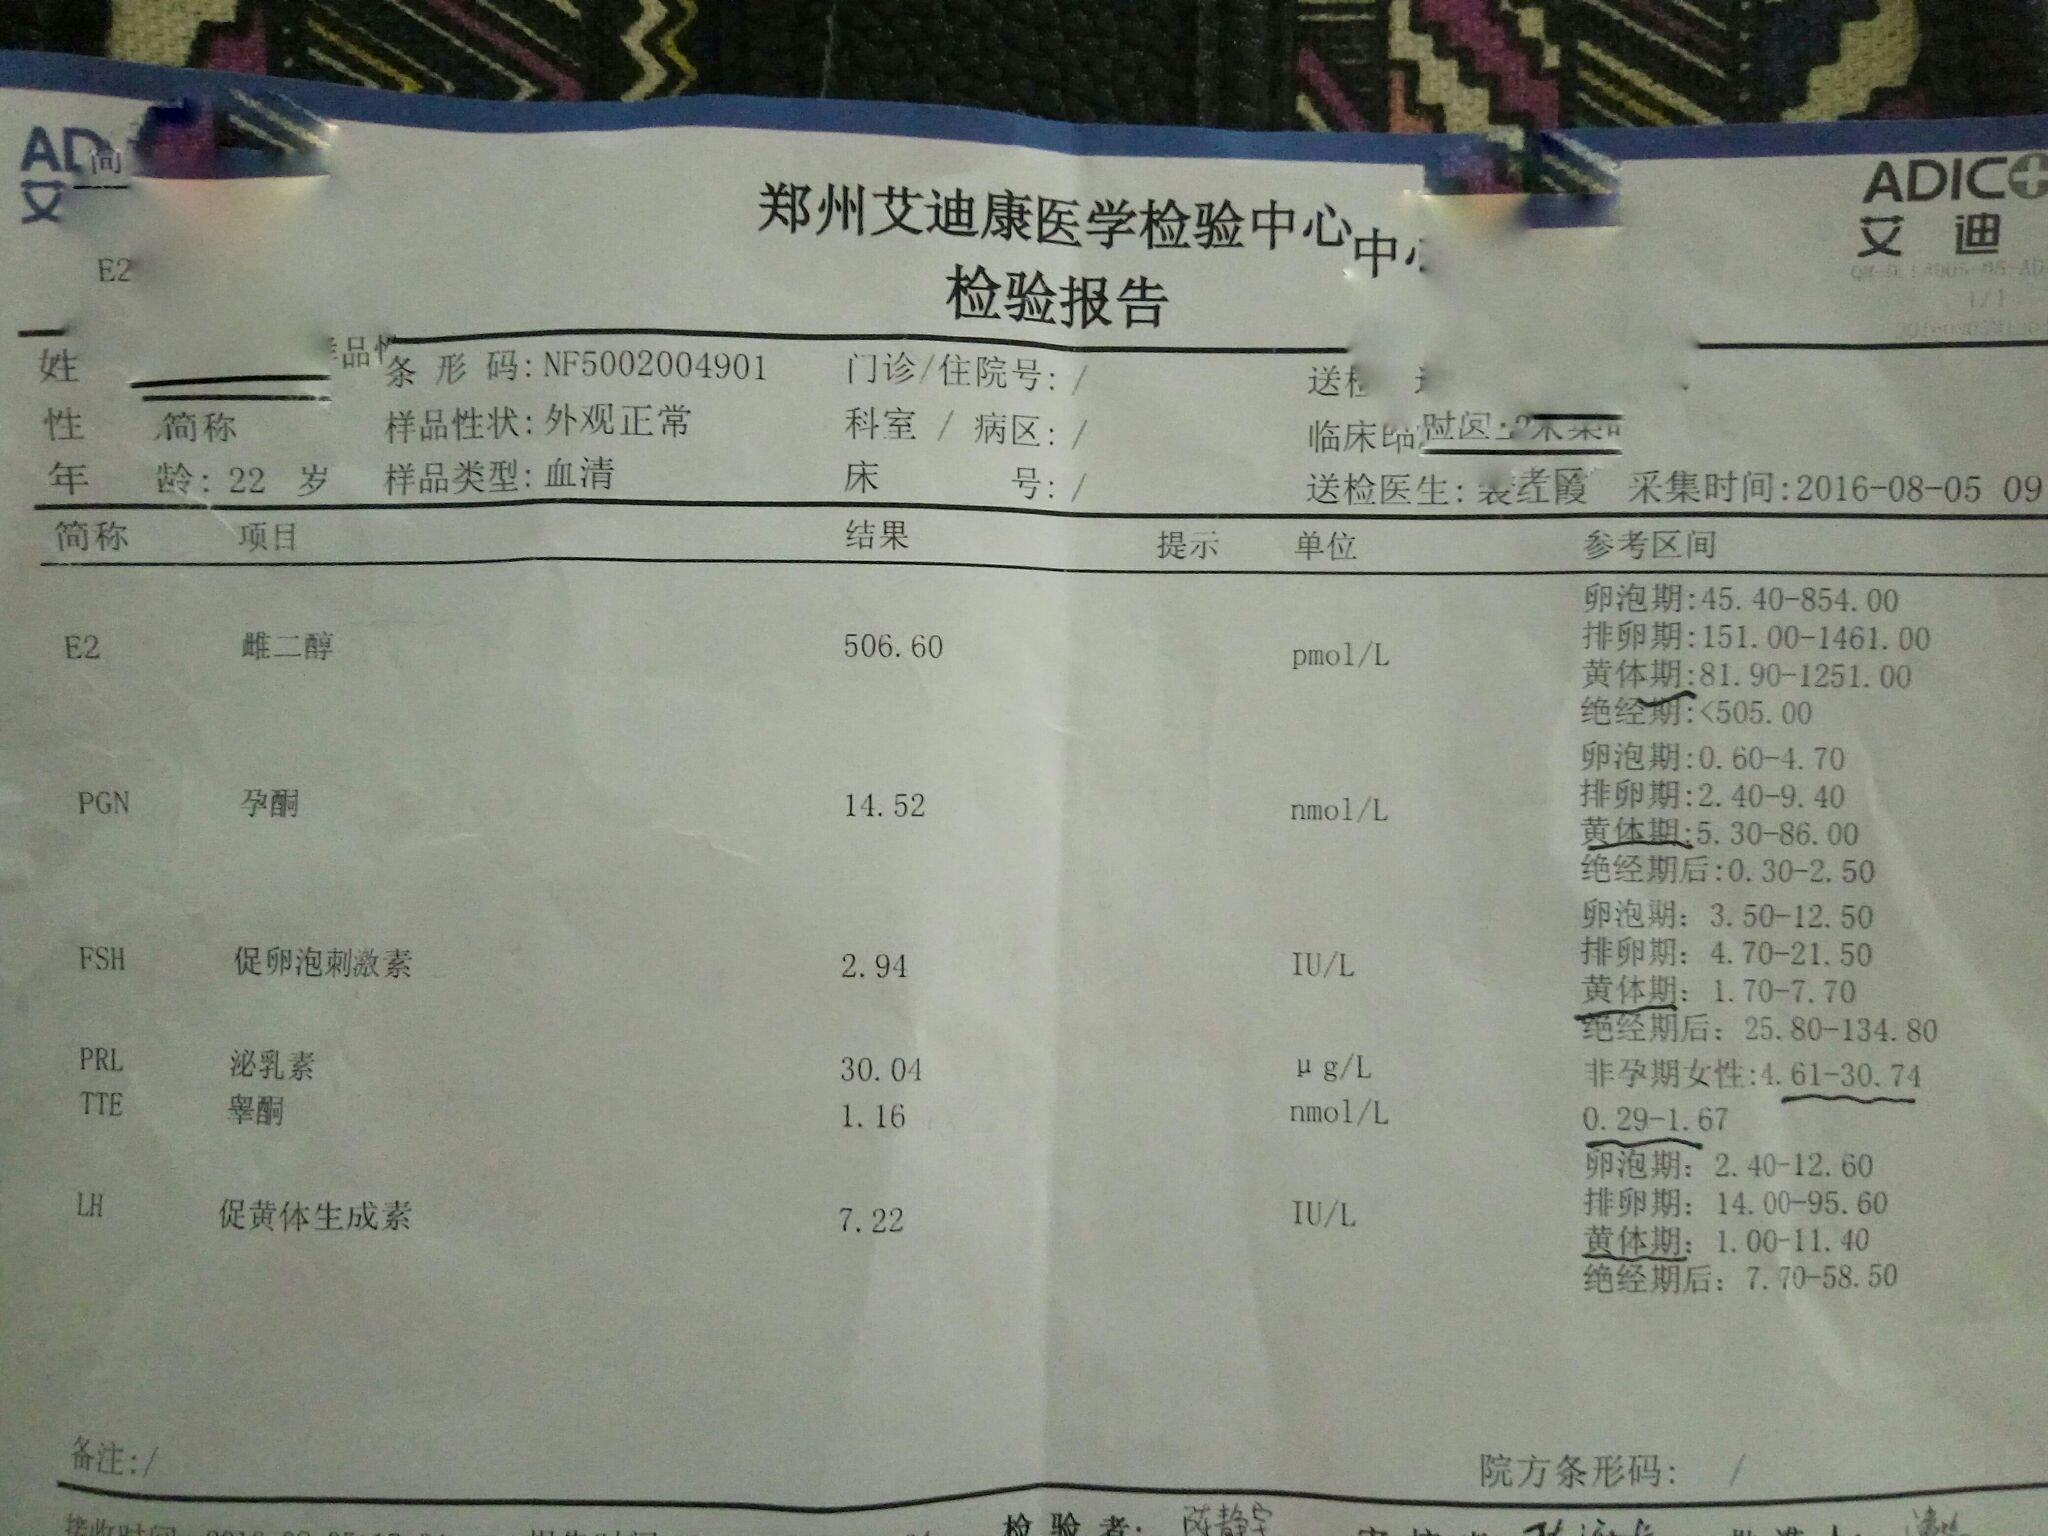 ADICO
艾 迪
郑州艾迪康医学检验中心
检验报告
姓 条 形 码: NF5002004901 门诊/住院号: /
性 简称 样品性状: 外观正常 科室 / 病区: / 临床
年 龄: 22 岁 样品类型: 血清 床 号: / 送检医生: 采集时间:2016-08-05 09
简称 项目 结果 提示 单位 参考区间
卵泡期:45.40-854.00
排卵期:151.00-1461.00
E2 雌二醇 506.60 pmol/L
黄体期:81.90-1251.00
绝经期:<505.00
卵泡期:0.60-4.70
排卵期:2.40-9.40
PGN 孕酮 14.52 nmol/L
黄体期:5.30-86.00
绝经期后:0.30-2.50
卵泡期: 3.50-12.50
排卵期: 4.70-21.50
FSH 促卵泡刺激素 2.94 IU/L
黄体期: 1.70-7.70
绝经期后: 25.80-134.80
PRL 泌乳素 30.04 μg/L 非孕期女性:4.61-30.74
TTE 睾酮 1.16 nmol/L 0.29-1.67
卵泡期: 2.40-12.60
排卵期: 14.00-95.60
LH 促黄体生成素 7.22 IU/L
黄体期: 1.00-11.40
绝经期后: 7.70-58.50
备注:/ 院方条形码: /
检 验 者: